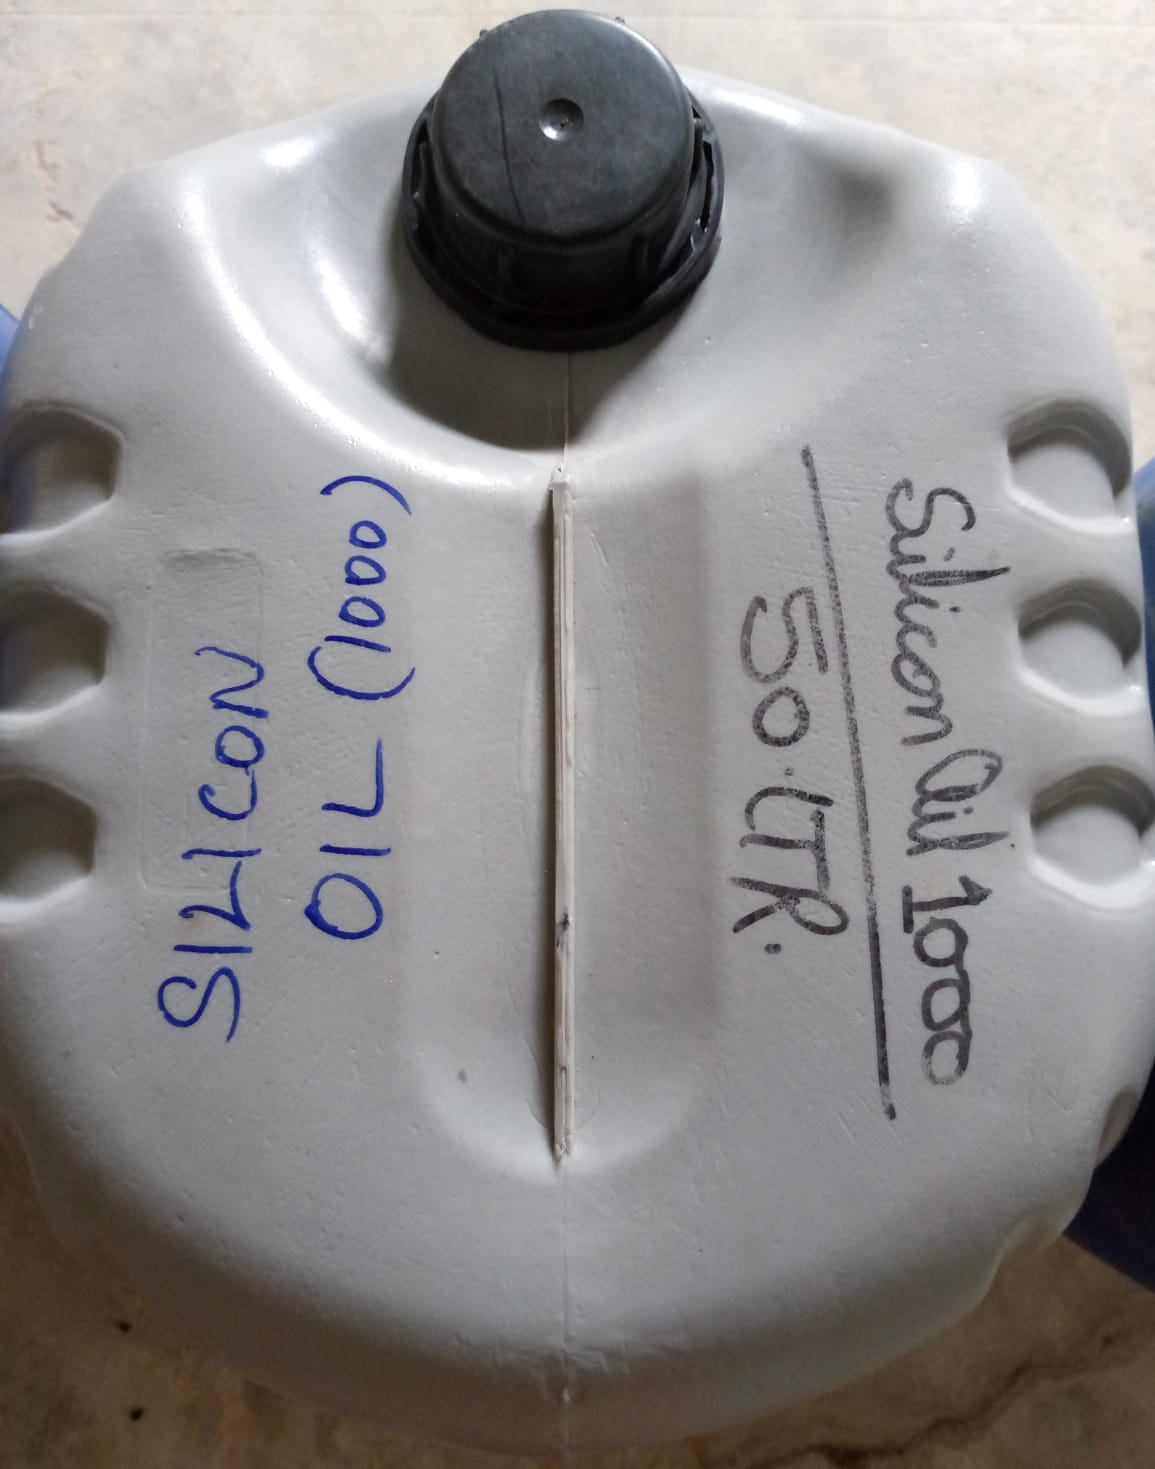 SILICON
OIL (1000)
Silicon Oil 1000
50 LTR.